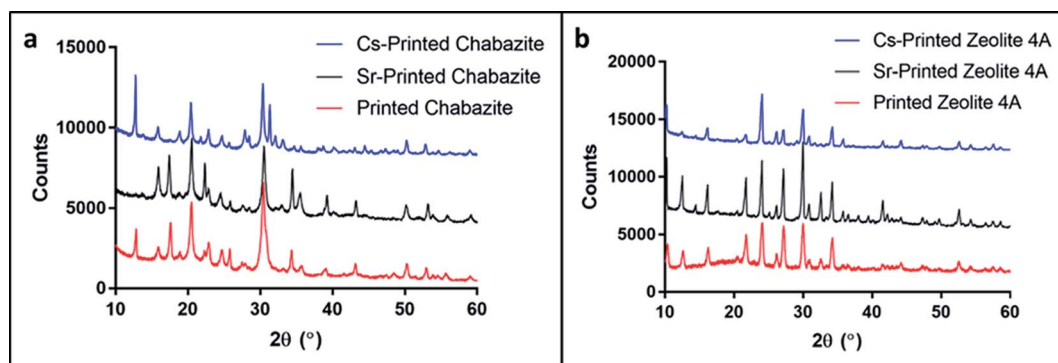 a
Cs-Printed Chabazite
Sr-Printed Chabazite
Printed Chabazite
15000
10000
5000
0
Counts
10 20 30 40 50 60
2θ (°)
b
Cs-Printed Zeolite 4A
Sr-Printed Zeolite 4A
Printed Zeolite 4A
20000
15000
10000
5000
0
Counts
10 20 30 40 50 60
2θ (°)